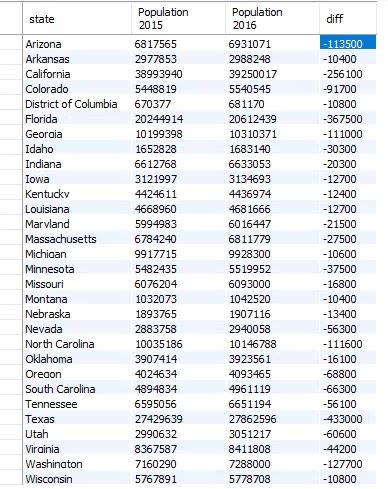 state Population 2015 Population 2016 diff
Arizona 6817565 6931071 -113500
Arkansas 2977853 2988248 -10400
California 38993940 39250017 -256100
Colorado 5448819 5540545 -91700
District of Columbia 670377 681170 -10800
Florida 20244914 20612439 -367500
Georgia 10199398 10310371 -111000
Idaho 1652828 1683140 -30300
Indiana 6612768 6633053 -20300
Iowa 3121997 3134693 -12700
Kentucky 4424611 4436974 -12400
Louisiana 4668960 4681666 -12700
Maryland 5994983 6016447 -21500
Massachusetts 6784240 6811779 -27500
Michigan 9917715 9928300 -10600
Minnesota 5482435 5519952 -37500
Missouri 6076204 6093000 -16800
Montana 1032073 1042520 -10400
Nebraska 1893765 1907116 -13400
Nevada 2883758 2940058 -56300
North Carolina 10035186 10146788 -111600
Oklahoma 3907414 3923561 -16100
Oregon 4024634 4093465 -68800
South Carolina 4894834 4961119 -66300
Tennessee 6595056 6651194 -56100
Texas 27429639 27862596 -433000
Utah 2990632 3051217 -60600
Virginia 8367587 8411808 -44200
Washington 7160290 7288000 -127700
Wisconsin 5767891 5778708 -10800